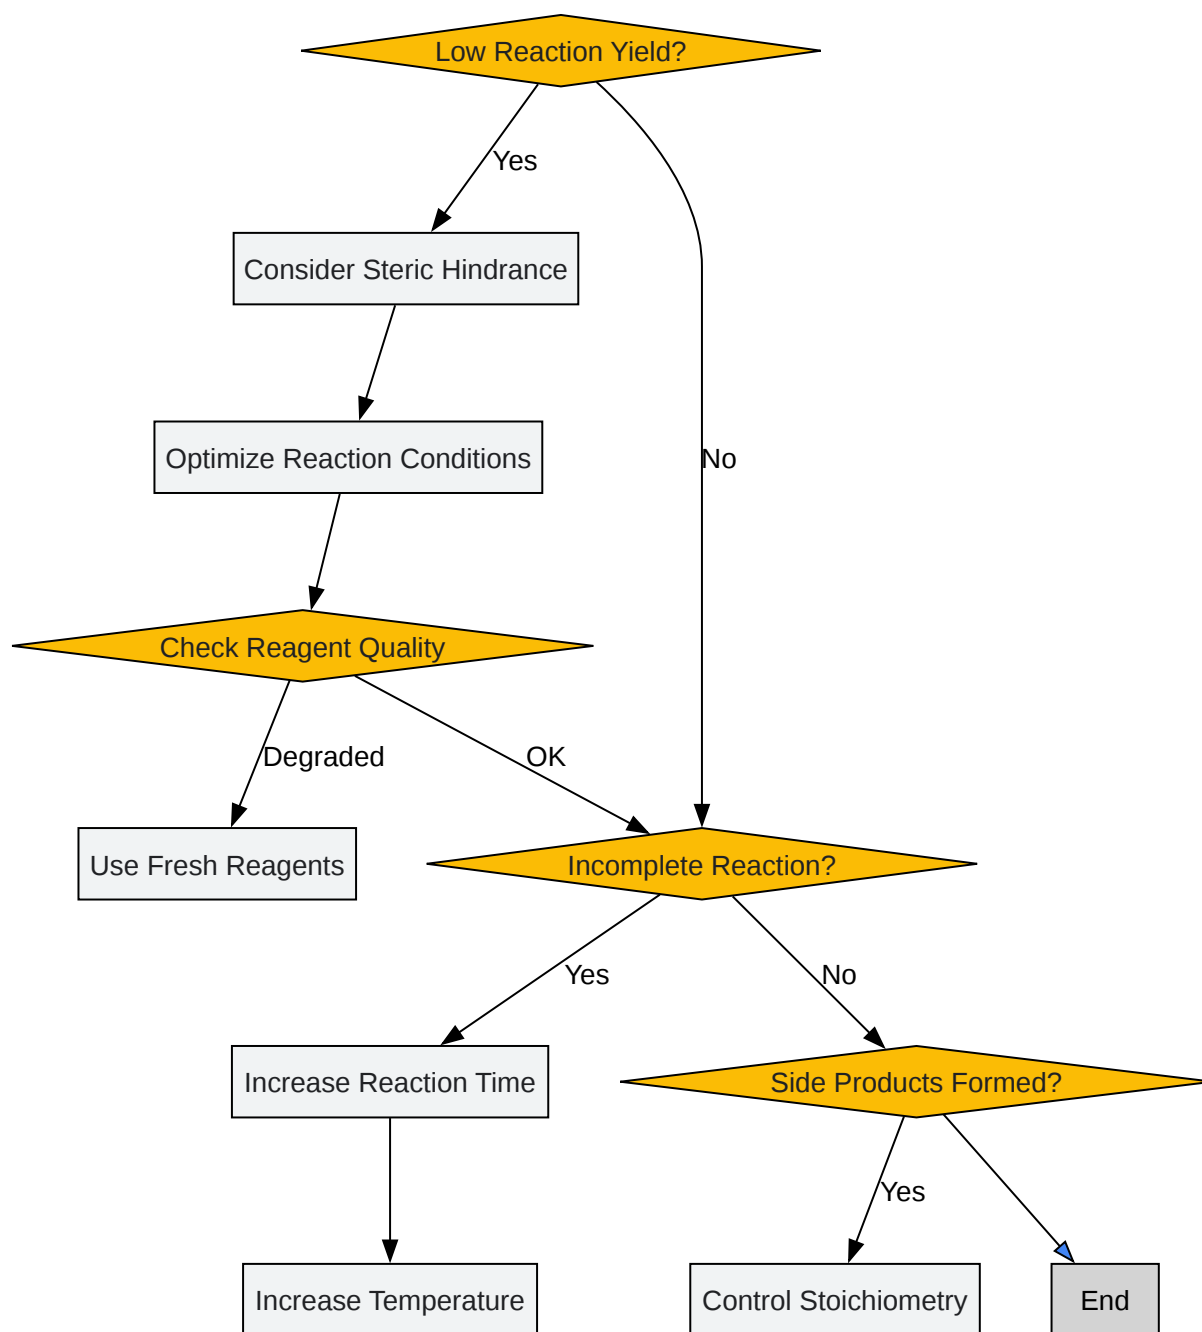 Low Reaction Yield?
Yes
Consider Steric Hindrance
Optimize Reaction Conditions
No
Check Reagent Quality
Degraded
OK
Use Fresh Reagents
Incomplete Reaction?
Yes
No
Increase Reaction Time
Side Products Formed?
Yes
Increase Temperature
Control Stoichiometry
End